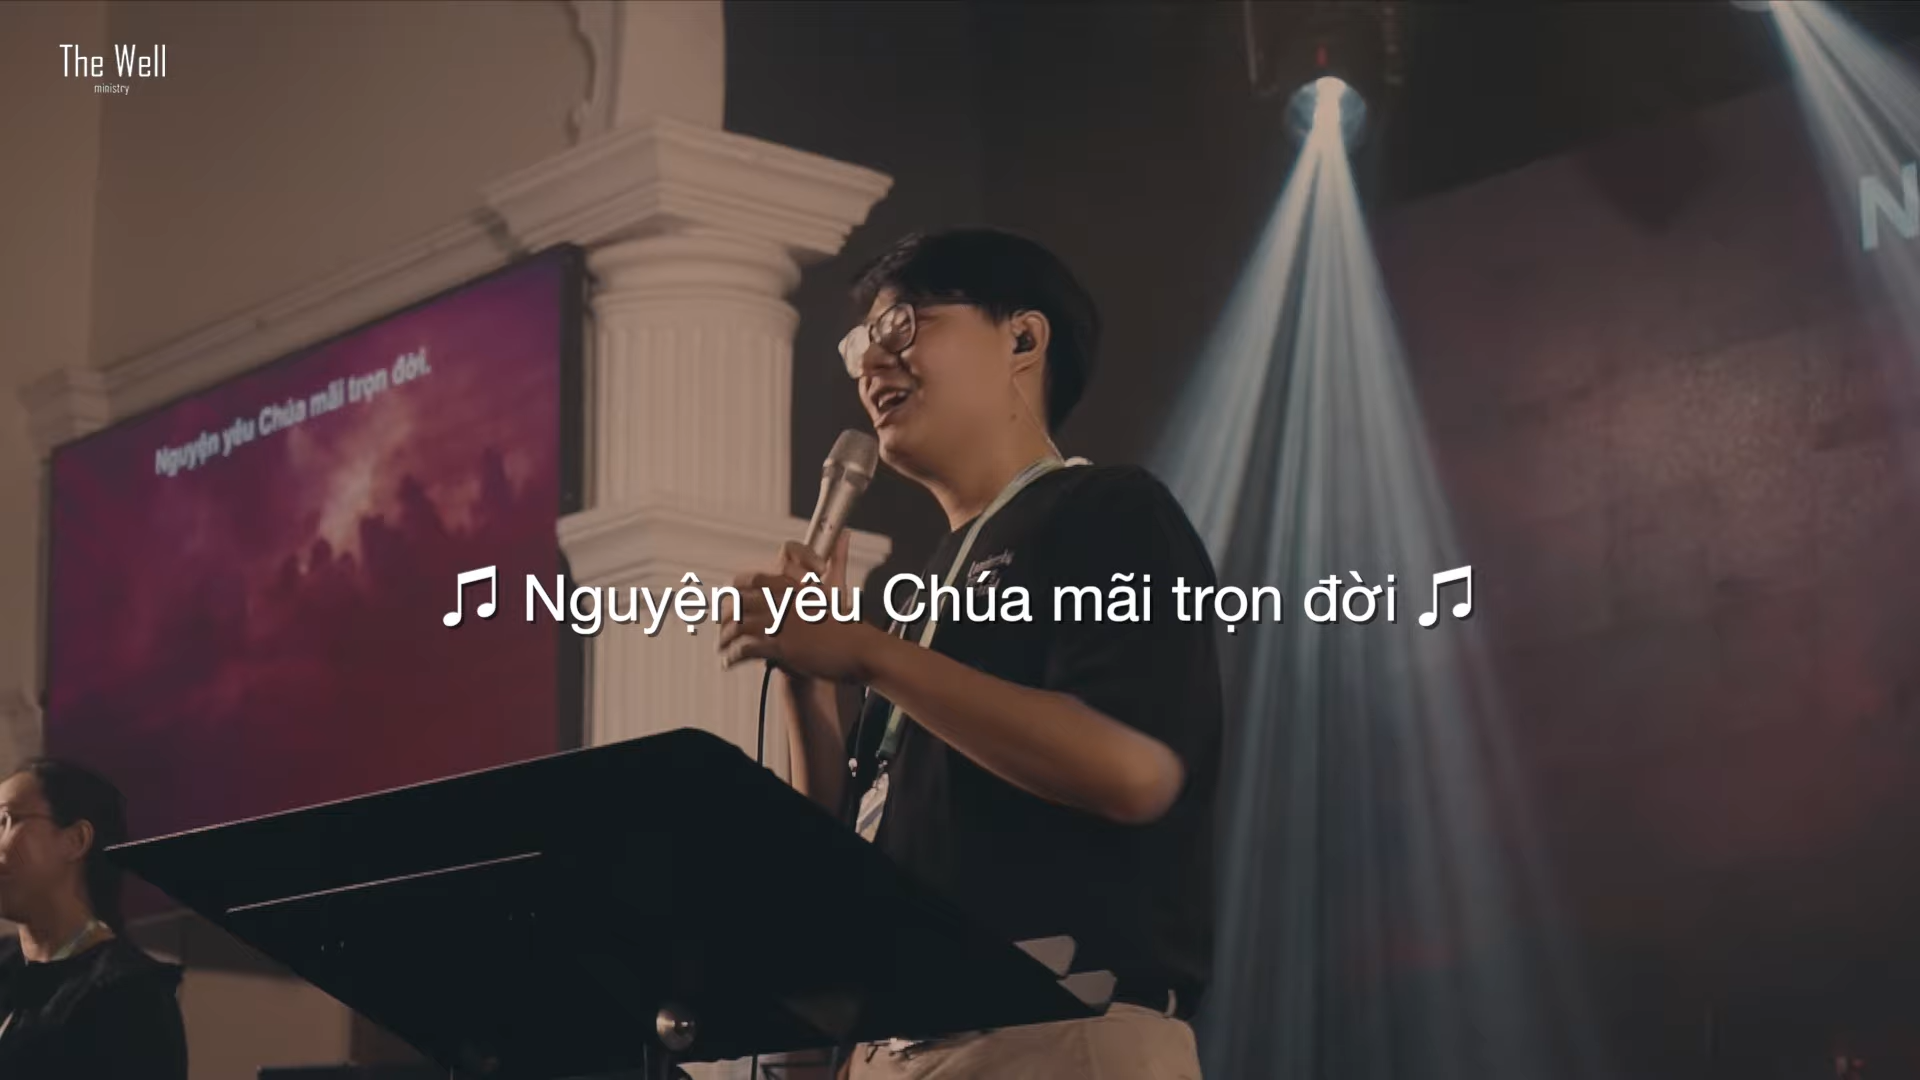 The Well
ministry
Nguyện yêu Chúa mãi trọn đời.
N
♫ Nguyện yêu Chúa mãi trọn đời ♫